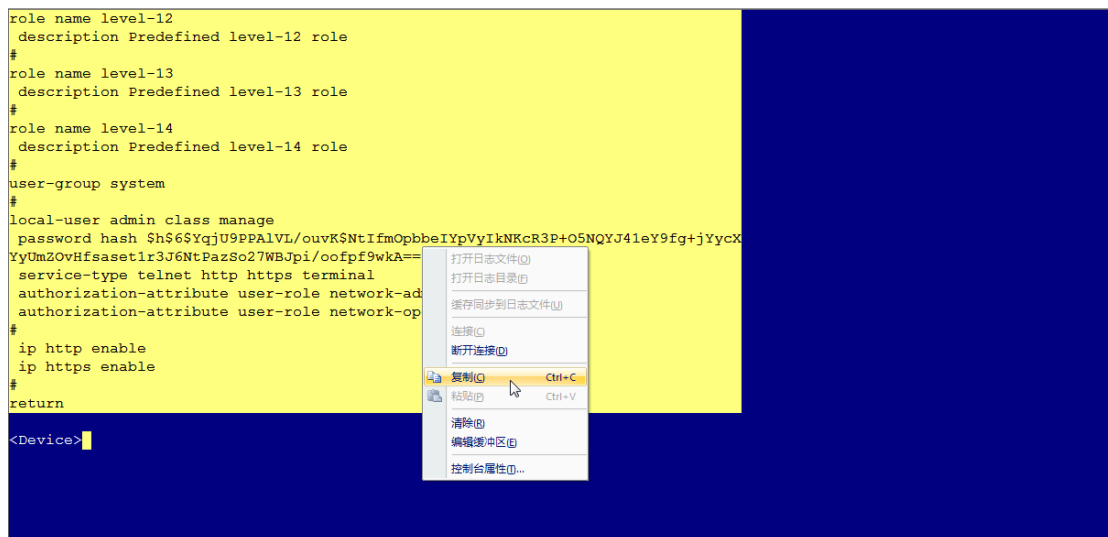 role name level-12
 description Predefined level-12 role
#
role name level-13
 description Predefined level-13 role
#
role name level-14
 description Predefined level-14 role
#
user-group system
#
local-user admin class manage
 password hash $h$6$YqjU9PPAlVL/ouvK$NtIfmOpbbeIYpVyIkNKcR3P+O5NQYJ41eY9fg+jYycX
YyUmZOvHfsaset1r3J6NtPazSo27WBJpi/oofpf9wkA==
 service-type telnet http https terminal
 authorization-attribute user-role network-ad
 authorization-attribute user-role network-op
#
 ip http enable
 ip https enable
#
return
<Device>
打开日志文件(O)
打开日志目录(F)
缓存同步到日志文件(U)
连接(C)
断开连接(D)
复制(C) Ctrl+C
粘贴(P) Ctrl+V
清除(R)
编辑缓冲区(E)
控制台属性(T)...